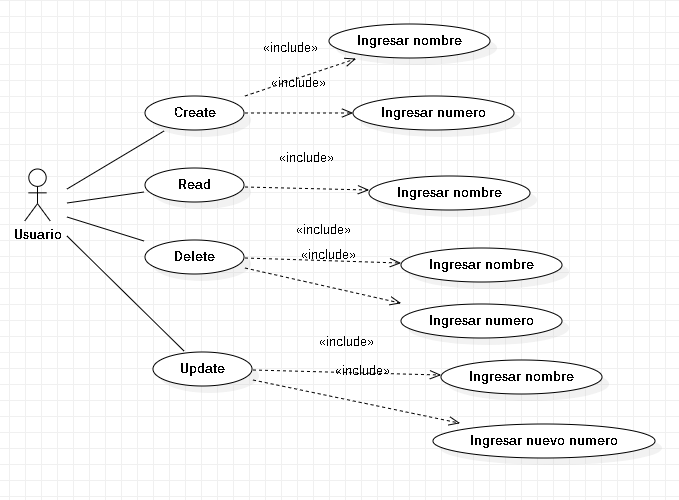 «include»
Ingresar nombre
«include»
Create
Ingresar numero
«include»
Read
Ingresar nombre
Usuario
«include»
Delete
«include»
Ingresar nombre
Ingresar numero
«include»
Update
«include»
Ingresar nombre
Ingresar nuevo numero